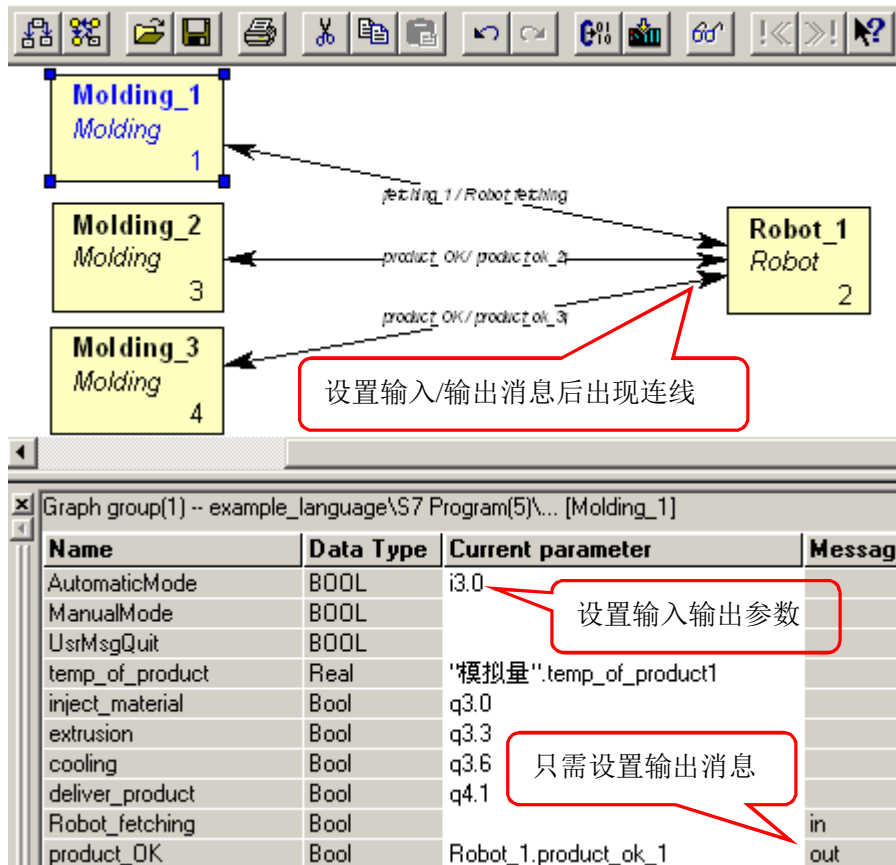 Molding_1
Molding
1
fetching_1 / Robot_fetching
Molding_2
Molding
3
product_OK/ product_ok_2
Robot_1
Robot
2
product_OK/ product_ok_3
Molding_3
Molding
4
设置输入/输出消息后出现连线
Graph group(1) -- example_language\S7 Program(5)\... [Molding_1]
Name Data Type Current parameter Messag
AutomaticMode BOOL i3.0
设置输入输出参数
ManualMode BOOL
UsrMsgQuit BOOL
temp_of_product Real "模拟量".temp_of_product1
inject_material Bool q3.0
extrusion Bool q3.3
cooling Bool q3.6
只需设置输出消息
deliver_product Bool q4.1
Robot_fetching Bool in
product_OK Bool Robot_1.product_ok_1 out